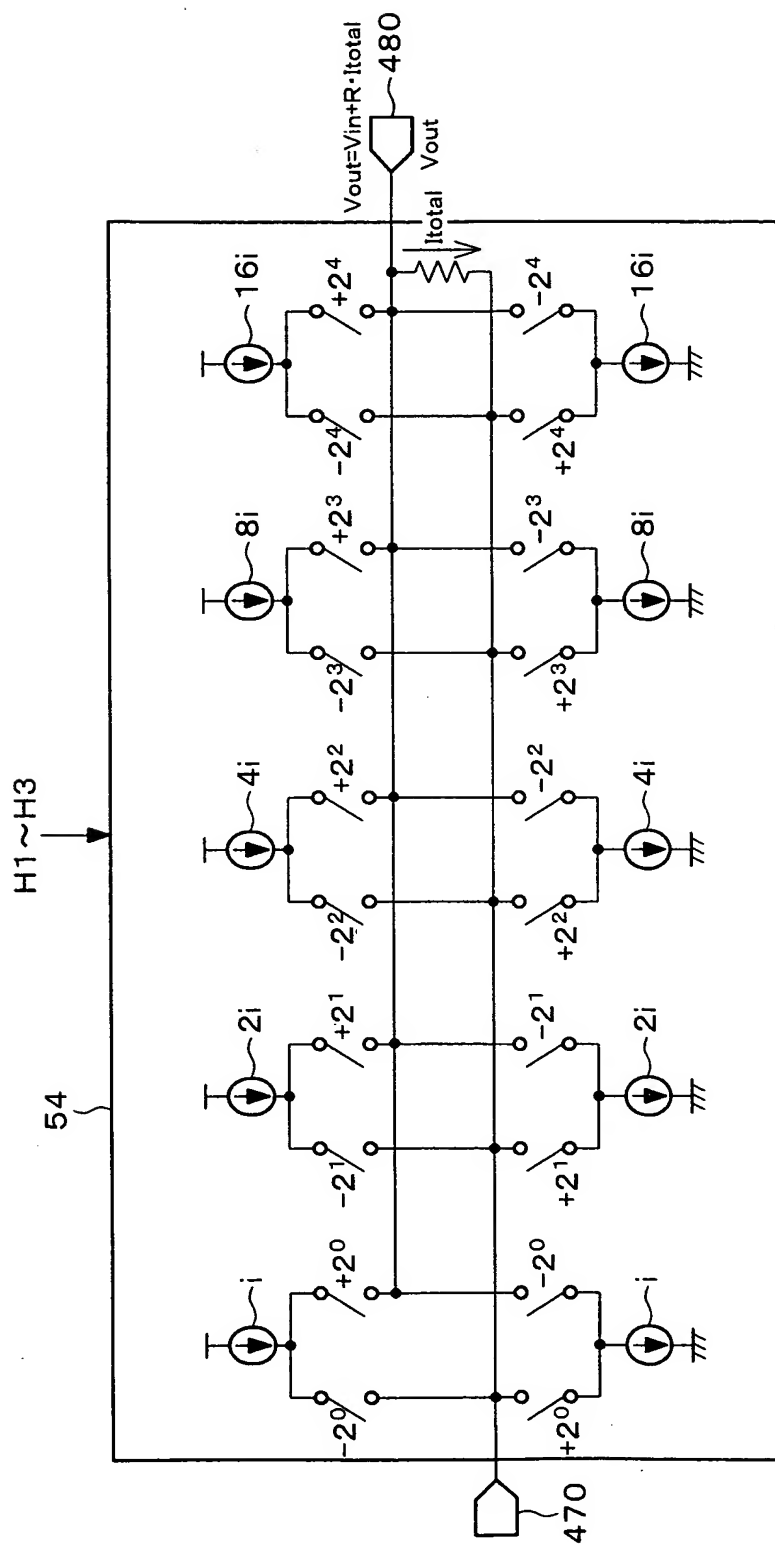 H1~H3
54
i
2i
4i
8i
16i
-2⁰
+2⁰
-2¹
+2¹
-2²
+2²
-2³
+2³
-2⁴
+2⁴
Vout=Vin+R·Itotal
480
Vout
Itotal
470
+2⁰
-2⁰
+2¹
-2¹
+2²
-2²
+2³
-2³
+2⁴
-2⁴
i
2i
4i
8i
16i